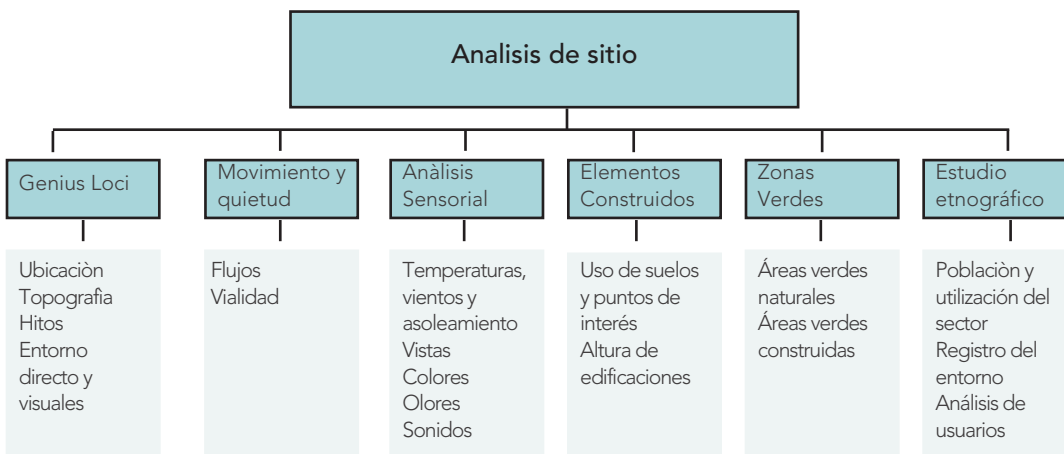 Analisis de sitio
Genius Loci
Ubicaciòn
Topografìa
Hitos
Entorno
directo y
visuales
Movimiento y
quietud
Flujos
Vialidad
Anàlisis
Sensorial
Temperaturas,
vientos y
asoleamiento
Vistas
Colores
Olores
Sonidos
Elementos
Construidos
Uso de suelos
y puntos de
interés
Altura de
edificaciones
Zonas
Verdes
Áreas verdes
naturales
Áreas verdes
construidas
Estudio
etnográfico
Poblaciòn y
utilización del
sector
Registro del
entorno
Análisis de
usuarios